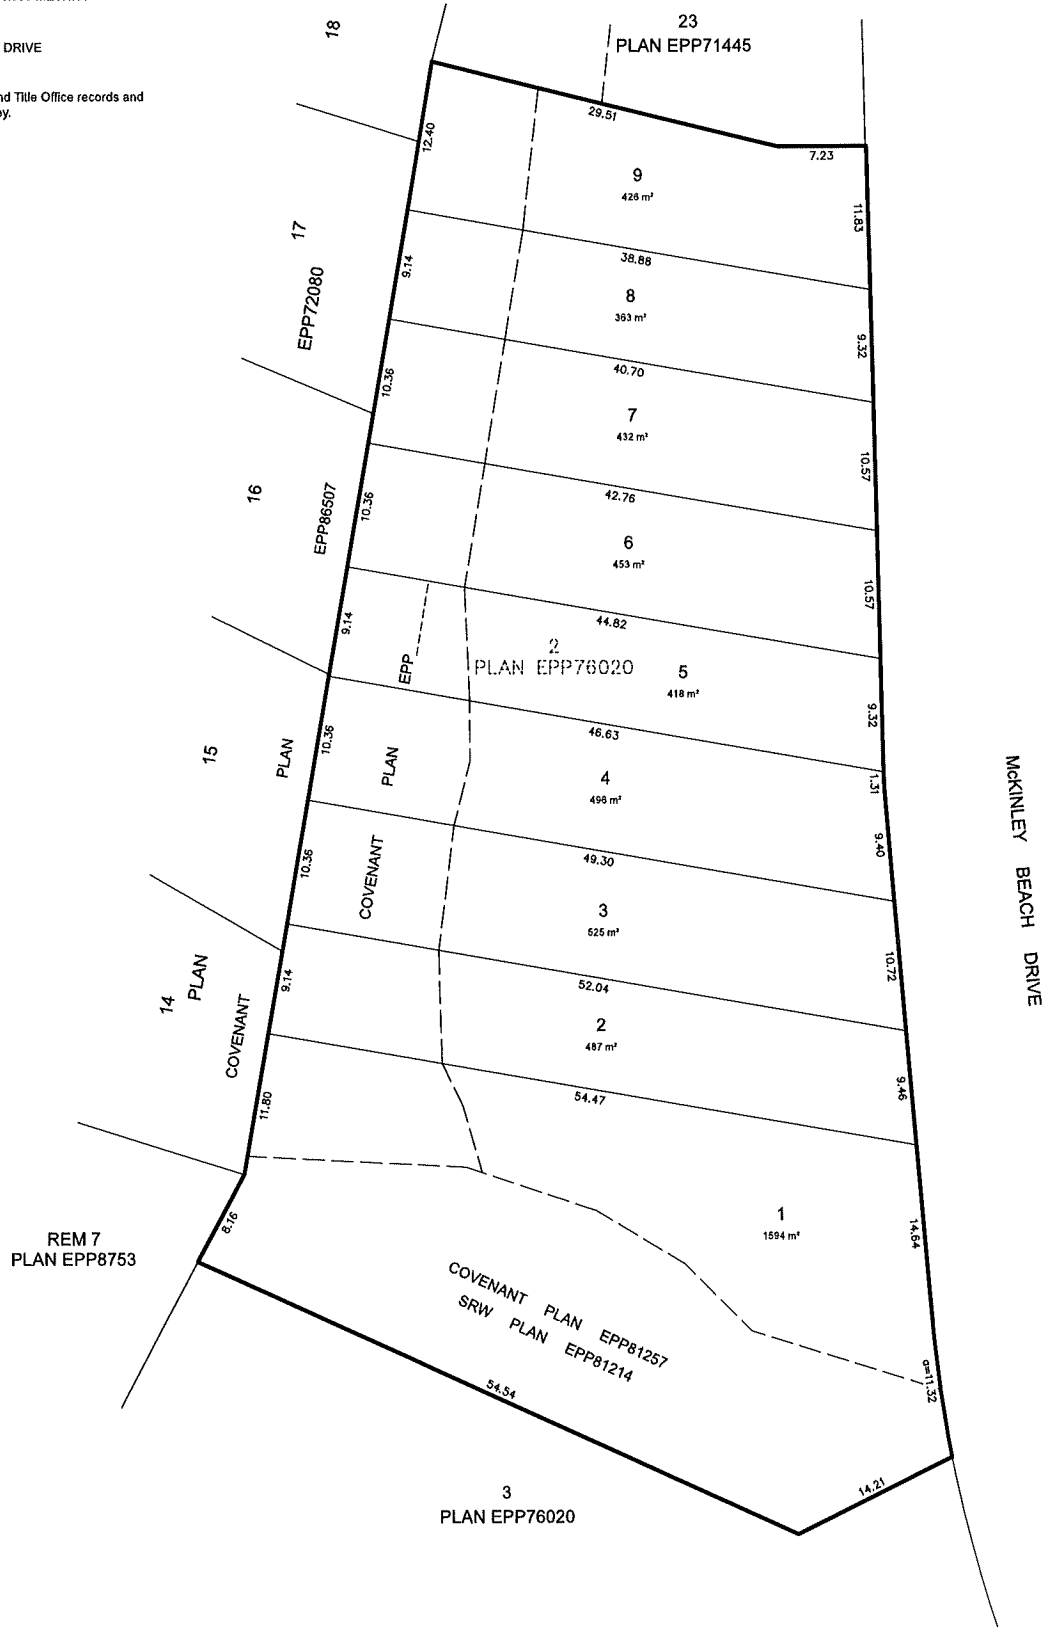 DRIVE
nd Title Office records and
18
23
PLAN EPP71445
29.51
7.23
12.40
9
426 m²
11.83
17
EPP72080
38.88
9.14
8
363 m²
9.32
40.70
10.36
7
432 m²
10.57
16
EPP86507
42.76
10.36
6
453 m²
10.57
44.82
9.14
EPP
2
PLAN EPP76020
5
418 m²
9.32
46.63
15
PLAN
10.36
PLAN
4
496 m²
1.31
9.40
McKINLEY BEACH DRIVE
49.30
10.36
COVENANT
3
525 m²
10.72
52.04
14
PLAN
9.14
COVENANT
2
487 m²
9.46
54.47
11.80
1
1594 m²
14.64
8.16
REM 7
PLAN EPP8753
COVENANT PLAN EPP81257
SRW PLAN EPP81214
a=11.32
54.54
14.21
3
PLAN EPP76020